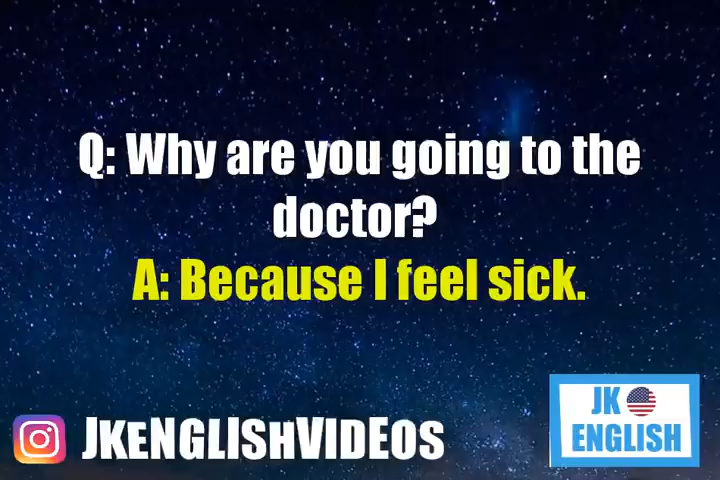 Q: Why are you going to the
doctor?
A: Because I feel sick.
JK
ENGLISH
JKENGLISHVIDEOS